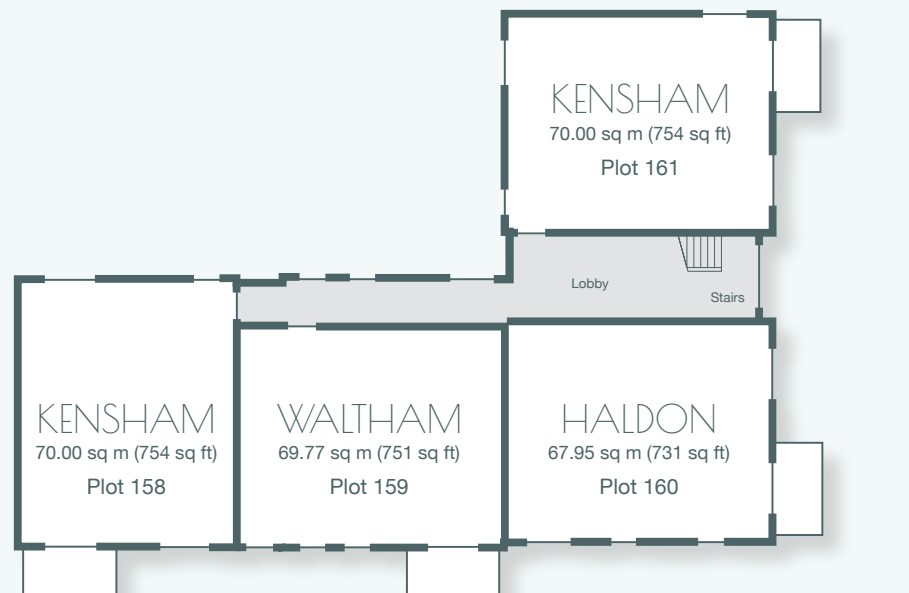 KENSHAM
70.00 sq m (754 sq ft)
Plot 161
Lobby
Stairs
KENSHAM
70.00 sq m (754 sq ft)
Plot 158
WALTHAM
69.77 sq m (751 sq ft)
Plot 159
HALDON
67.95 sq m (731 sq ft)
Plot 160